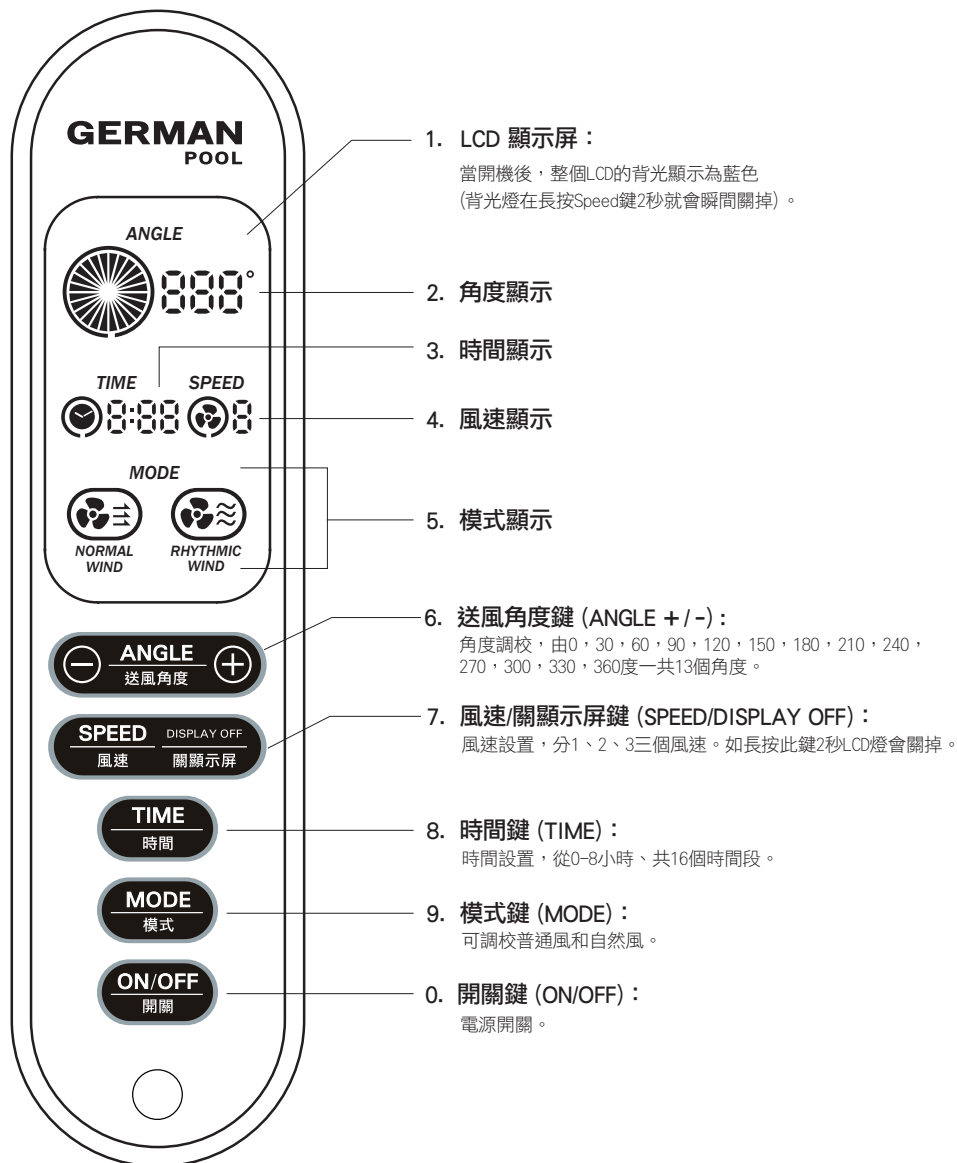 GERMAN
POOL
ANGLE
888°
TIME
SPEED
8:88
8
MODE
NORMAL
WIND
RHYTHMIC
WIND
ANGLE
送風角度
SPEED
風速
DISPLAY OFF
關顯示屏
TIME
時間
MODE
模式
ON/OFF
開關
1. LCD 顯示屏：
當開機後，整個LCD的背光顯示為藍色
(背光燈在長按Speed鍵2秒就會瞬間關掉) 。
2. 角度顯示
3. 時間顯示
4. 風速顯示
5. 模式顯示
6. 送風角度鍵 (ANGLE + / -) :
角度調校，由0，30，60，90，120，150，180，210，240，
270，300，330，360度一共13個角度。
7. 風速/關顯示屏鍵 (SPEED/DISPLAY OFF)：
風速設置，分1、2、3三個風速。如長按此鍵2秒LCD燈會關掉。
8. 時間鍵 (TIME)：
時間設置，從0-8小時、共16個時間段。
9. 模式鍵 (MODE)：
可調校普通風和自然風。
0. 開關鍵 (ON/OFF)：
電源開關。